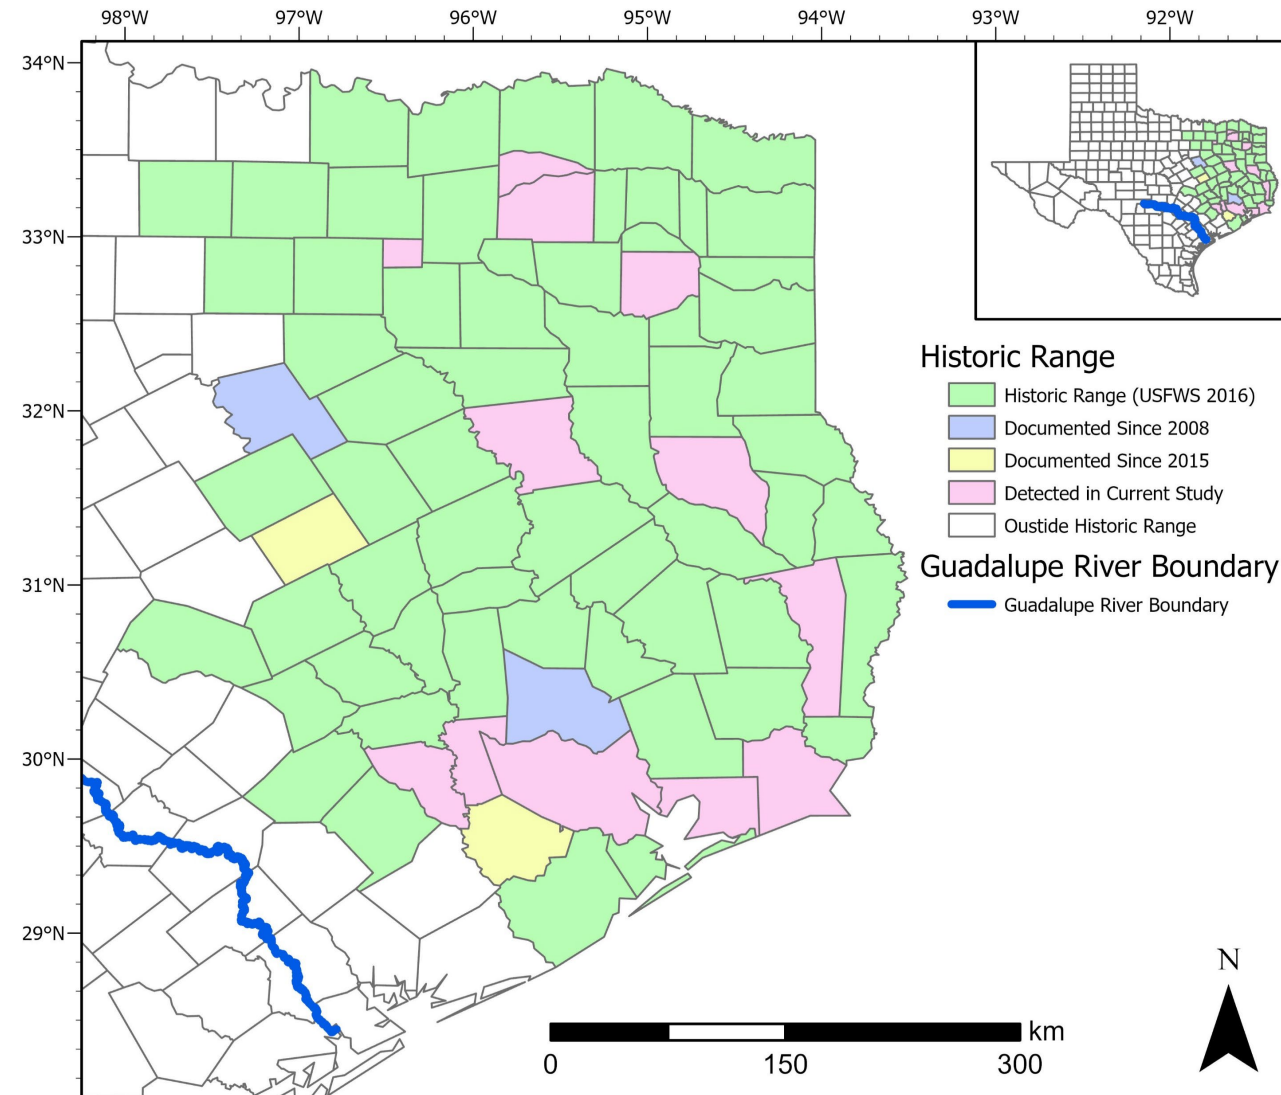 98°W 97°W 96°W 95°W 94°W 93°W 92°W
34°N
33°N
32°N
31°N
30°N
29°N
Historic Range
Historic Range (USFWS 2016)
Documented Since 2008
Documented Since 2015
Detected in Current Study
Oustide Historic Range
Guadalupe River Boundary
Guadalupe River Boundary
N
km
0 150 300